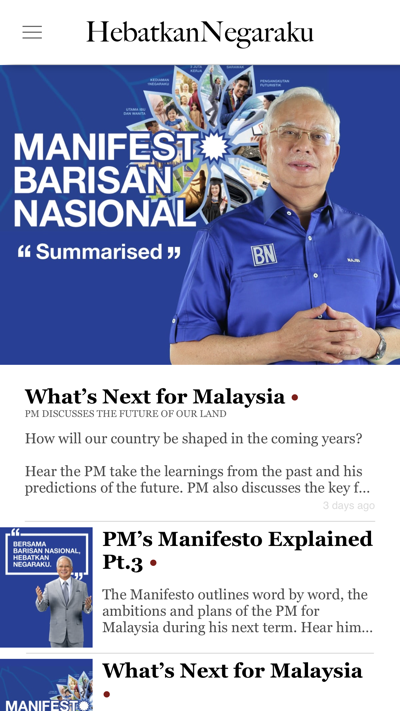 HebatkanNegaraku
MANIFEST
BARISAN
NASIONAL
“ Summarised ”
BN
NAJIB
What’s Next for Malaysia •
PM DISCUSSES THE FUTURE OF OUR LAND
How will our country be shaped in the coming years?
Hear the PM take the learnings from the past and his
predictions of the future. PM also discusses the key f...
3 days ago
“
BERSAMA
BARISAN NASIONAL,
HEBATKAN
NEGARAKU.
”
PM’s Manifesto Explained
Pt.3 •
The Manifesto outlines word by word, the
ambitions and plans of the PM for
Malaysia during his next term. Hear him...
What’s Next for Malaysia
•
MANIFEST